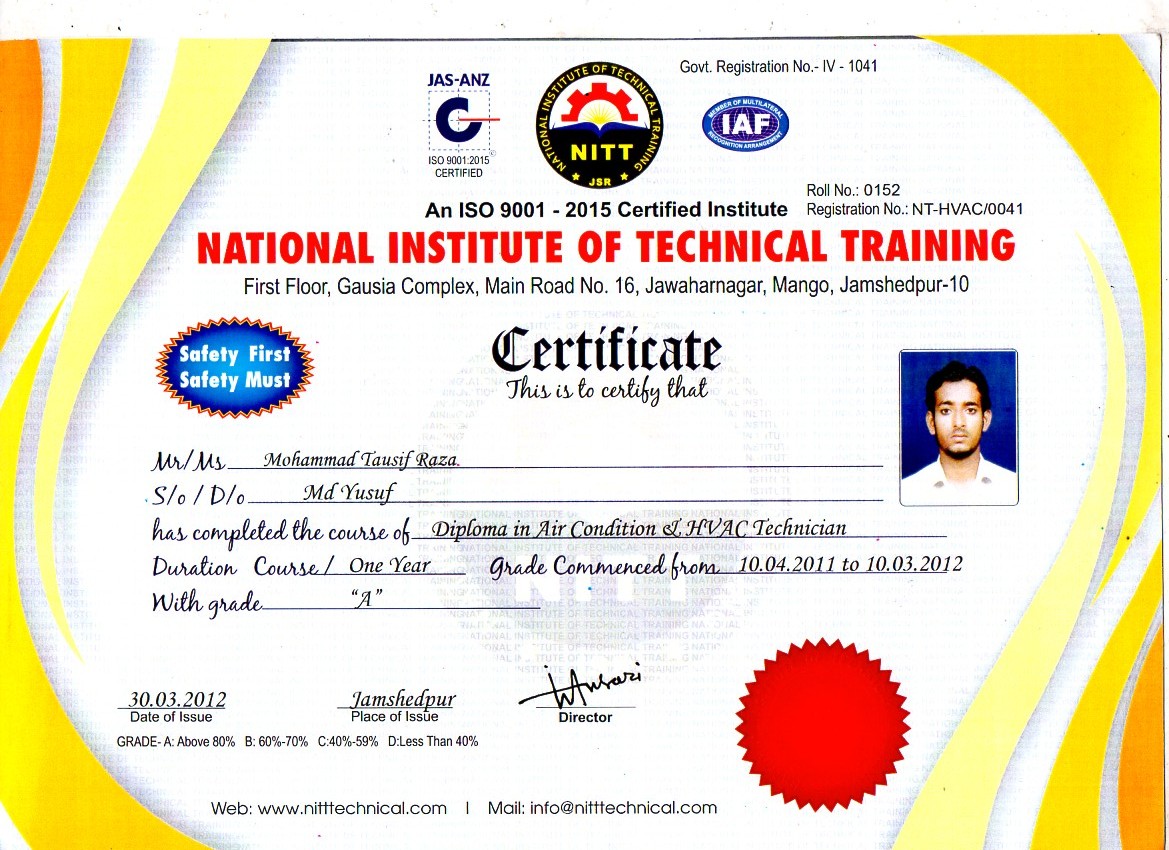 Govt. Registration No.- IV - 1041
JAS-ANZ
C
ISO 9001:2015
CERTIFIED
NATIONAL INSTITUTE OF TECHNICAL TRAINING
NITT
JSR
MEMBER OF MULTILATERAL
IAF
RECOGNITION ARRANGEMENT
Roll No.: 0152
An ISO 9001 - 2015 Certified Institute
Registration No.: NT-HVAC/0041
NATIONAL INSTITUTE OF TECHNICAL TRAINING
First Floor, Gausia Complex, Main Road No. 16, Jawaharnagar, Mango, Jamshedpur-10
Safety First
Safety Must
Certificate
This is to certify that
Mr/Ms Mohammad Tausif Raza.
S/o / D/o Md Yusuf
has completed the course of Diploma in Air Condition & HVAC Technician
Duration Course / One Year Grade Commenced from 10.04.2011 to 10.03.2012
With grade "A"
NITT
30.03.2012 Jamshedpur
Date of Issue Place of Issue Director
GRADE- A: Above 80% B: 60%-70% C:40%-59% D:Less Than 40%
Web: www.nitttechnical.com | Mail: info@nitttechnical.com